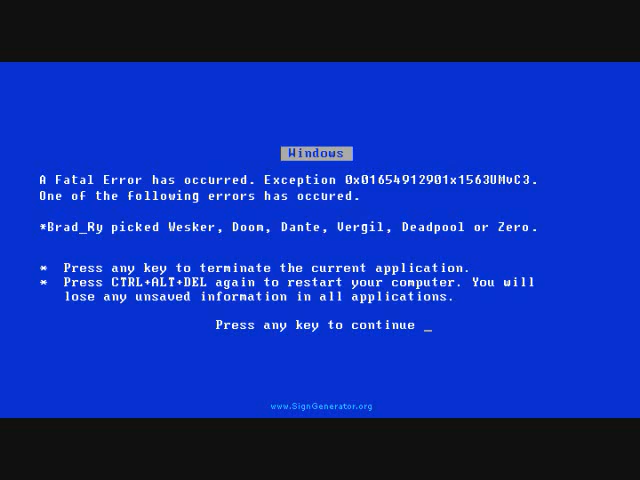 Windows
A Fatal Error has occurred. Exception 0x01654912901x1563UMvC3.
One of the following errors has occured.
*Brad_Ry picked Wesker, Doom, Dante, Vergil, Deadpool or Zero.
* Press any key to terminate the current application.
* Press CTRL+ALT+DEL again to restart your computer. You will
lose any unsaved information in all applications.
Press any key to continue _
www.SignGenerator.org